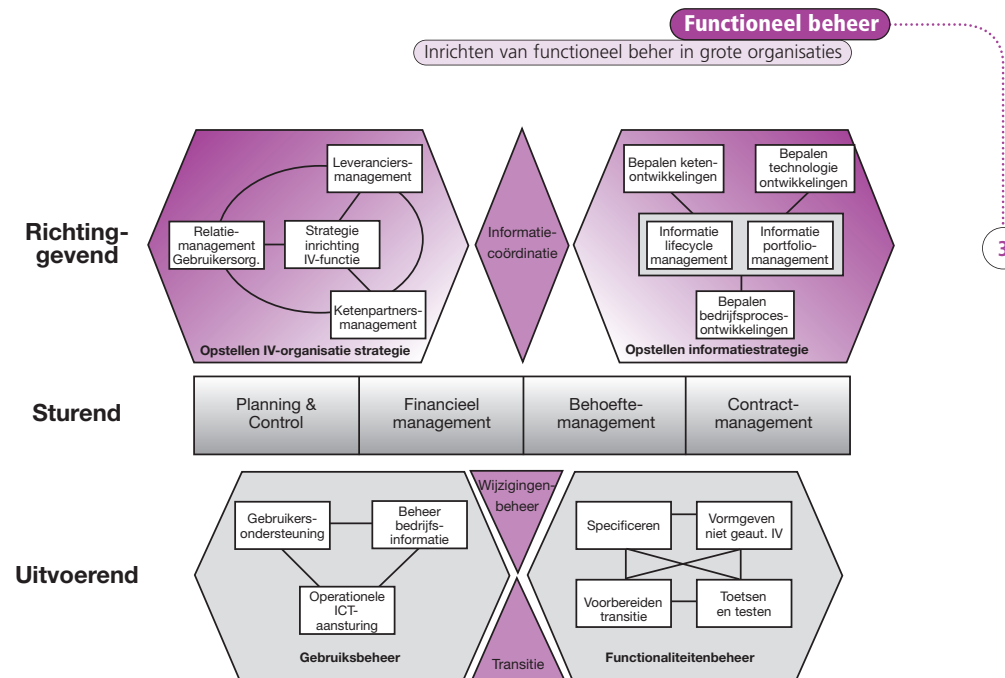 Functioneel beheer
Inrichten van functioneel beher in grote organisaties
3
Richting-
gevend
Leveranciers-
management
Relatie-
management
Gebruikersorg.
Strategie
inrichting
IV-functie
Ketenpartners-
management
Opstellen IV-organisatie strategie
Informatie-
coördinatie
Bepalen keten-
ontwikkelingen
Bepalen
technologie
ontwikkelingen
Informatie
lifecycle
management
Informatie
portfolio-
management
Bepalen
bedrijfsproces-
ontwikkelingen
Opstellen informatiestrategie
Sturend
Planning &
Control
Financieel
management
Behoefte-
management
Contract-
management
Uitvoerend
Gebruikers-
ondersteuning
Beheer
bedrijfs-
informatie
Operationele
ICT-
aansturing
Gebruiksbeheer
Wijzigingen-
beheer
Transitie
Specificeren
Vormgeven
niet geaut. IV
Voorbereiden
transitie
Toetsen
en testen
Functionaliteitenbeheer